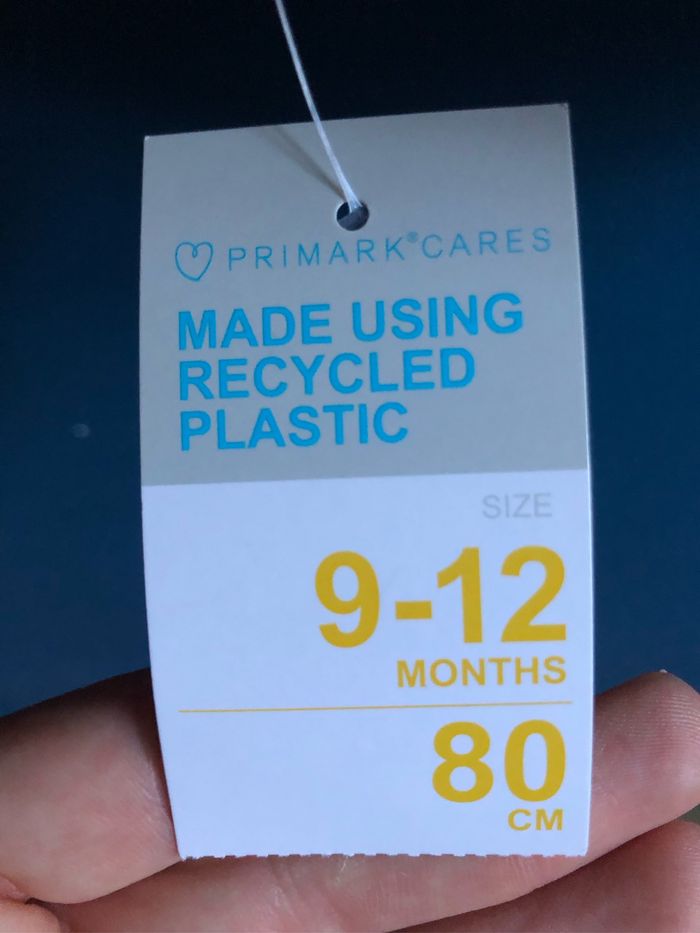 PRIMARK®CARES
MADE USING
RECYCLED
PLASTIC
SIZE
9-12
MONTHS
80
CM